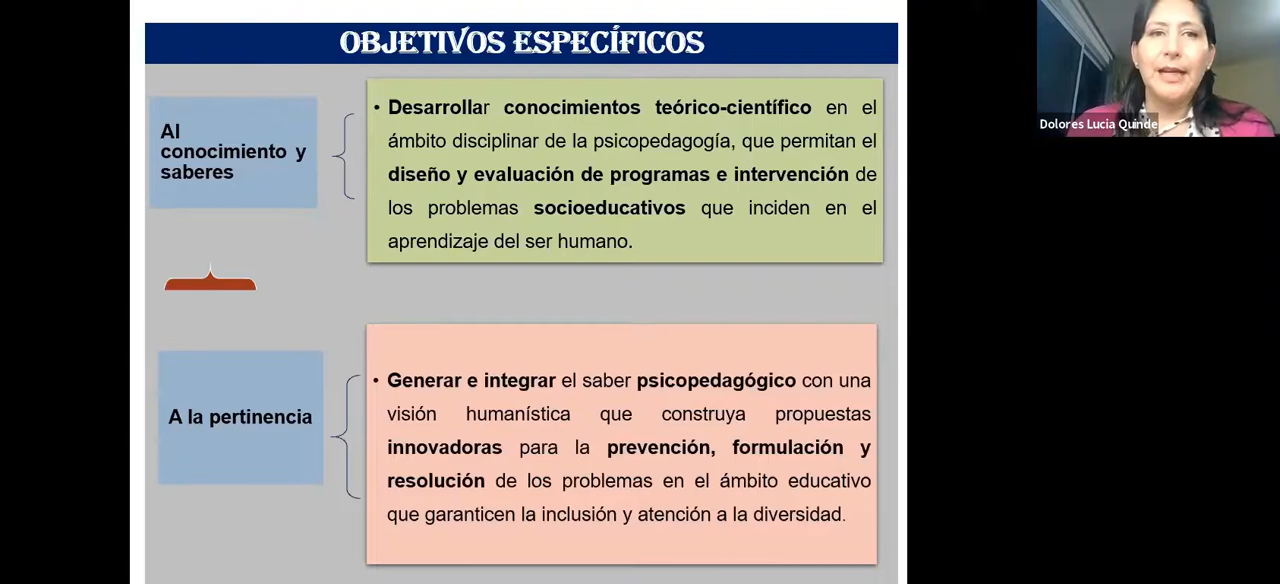 OBJETIVOS ESPECÍFICOS
Al
conocimiento y
saberes
• Desarrollar conocimientos teórico-científico en el
ámbito disciplinar de la psicopedagogía, que permitan el
diseño y evaluación de programas e intervención de
los problemas socioeducativos que inciden en el
aprendizaje del ser humano.
A la pertinencia
• Generar e integrar el saber psicopedagógico con una
visión humanística que construya propuestas
innovadoras para la prevención, formulación y
resolución de los problemas en el ámbito educativo
que garanticen la inclusión y atención a la diversidad.
Dolores Lucia Quinde